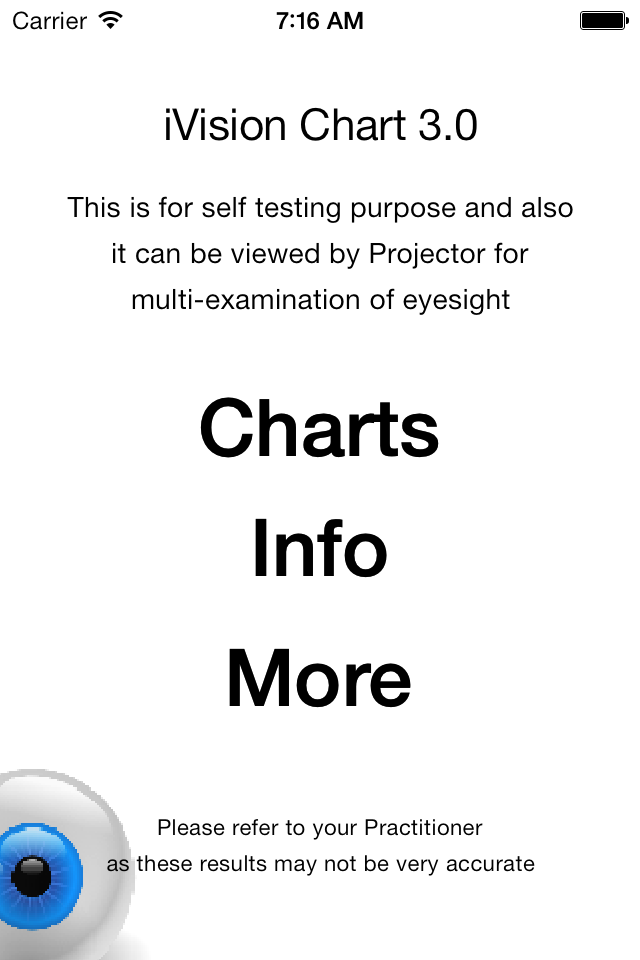 Carrier 7:16 AM
iVision Chart 3.0
This is for self testing purpose and also
it can be viewed by Projector for
multi-examination of eyesight
Charts
Info
More
Please refer to your Practitioner
as these results may not be very accurate